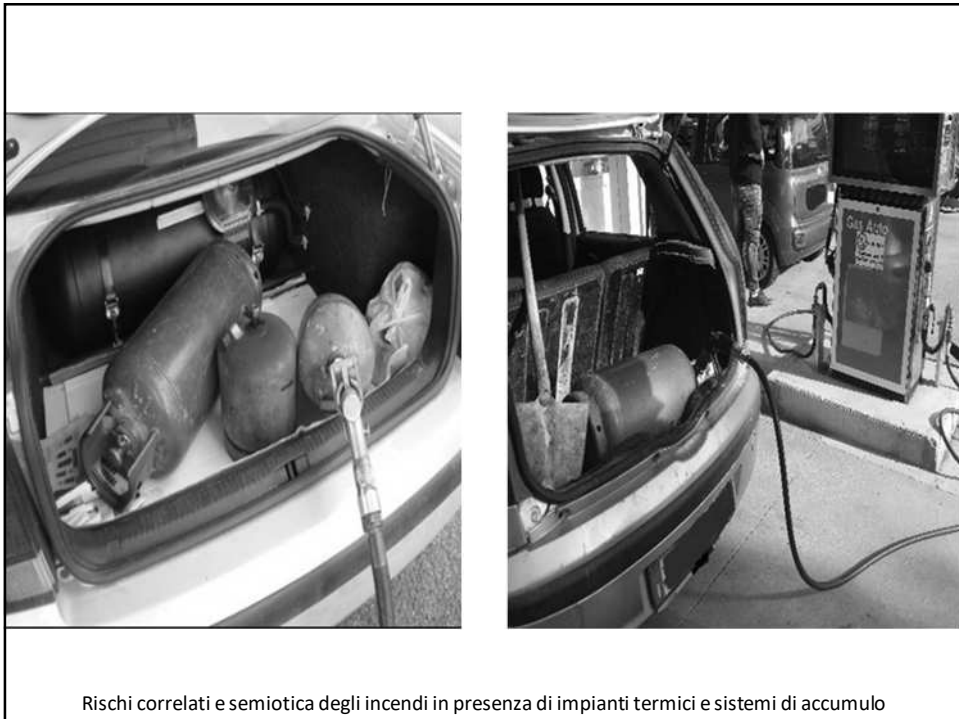 Gas Auto
Rischi correlati e semiotica degli incendi in presenza di impianti termici e sistemi di accumulo